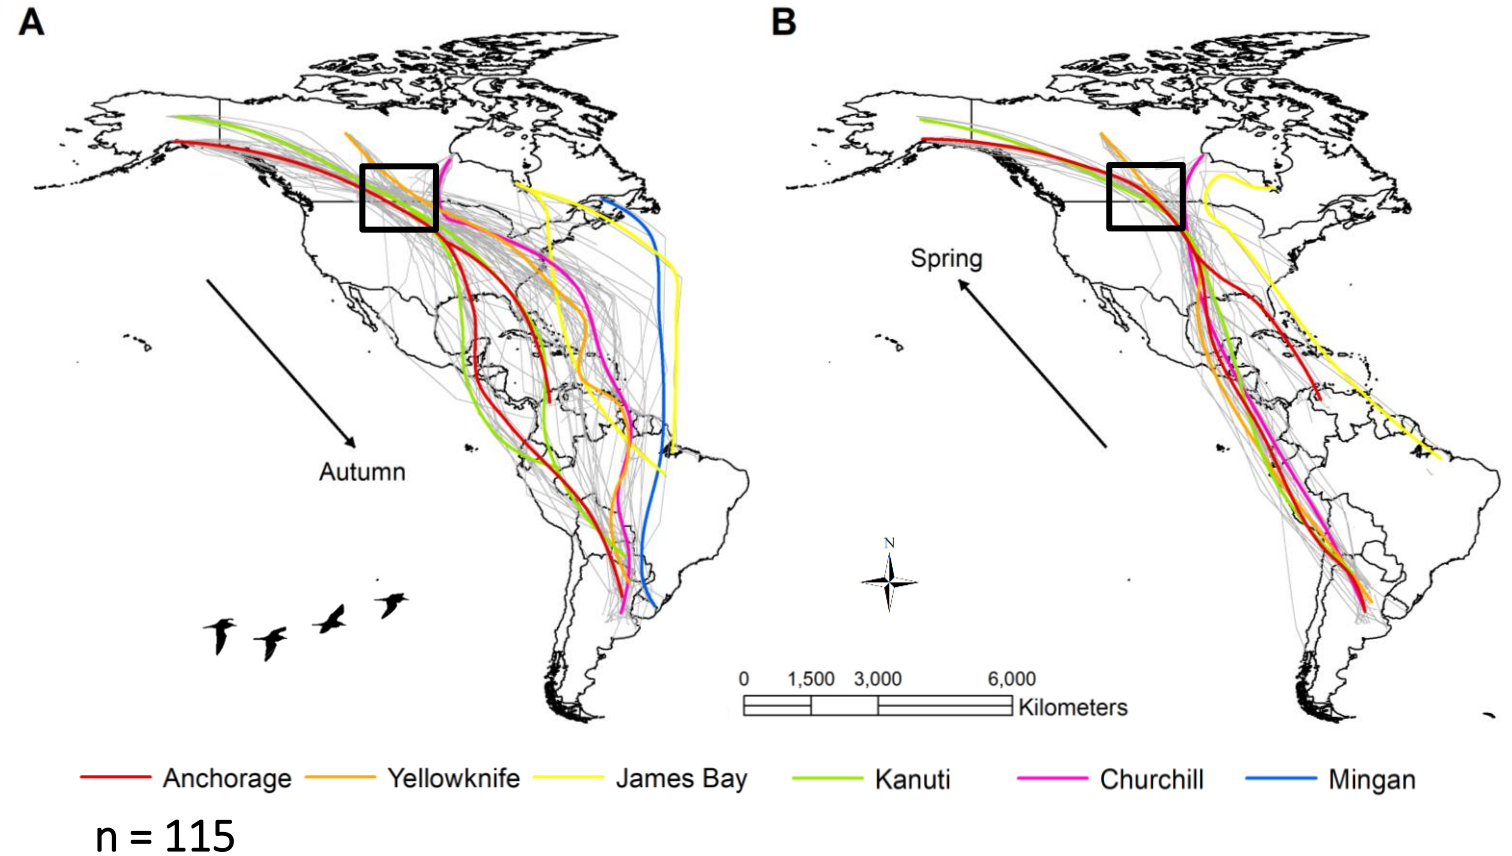 A
B
Spring
Autumn
N
0 1,500 3,000 6,000
Kilometers
Anchorage Yellowknife James Bay Kanuti Churchill Mingan
n = 115